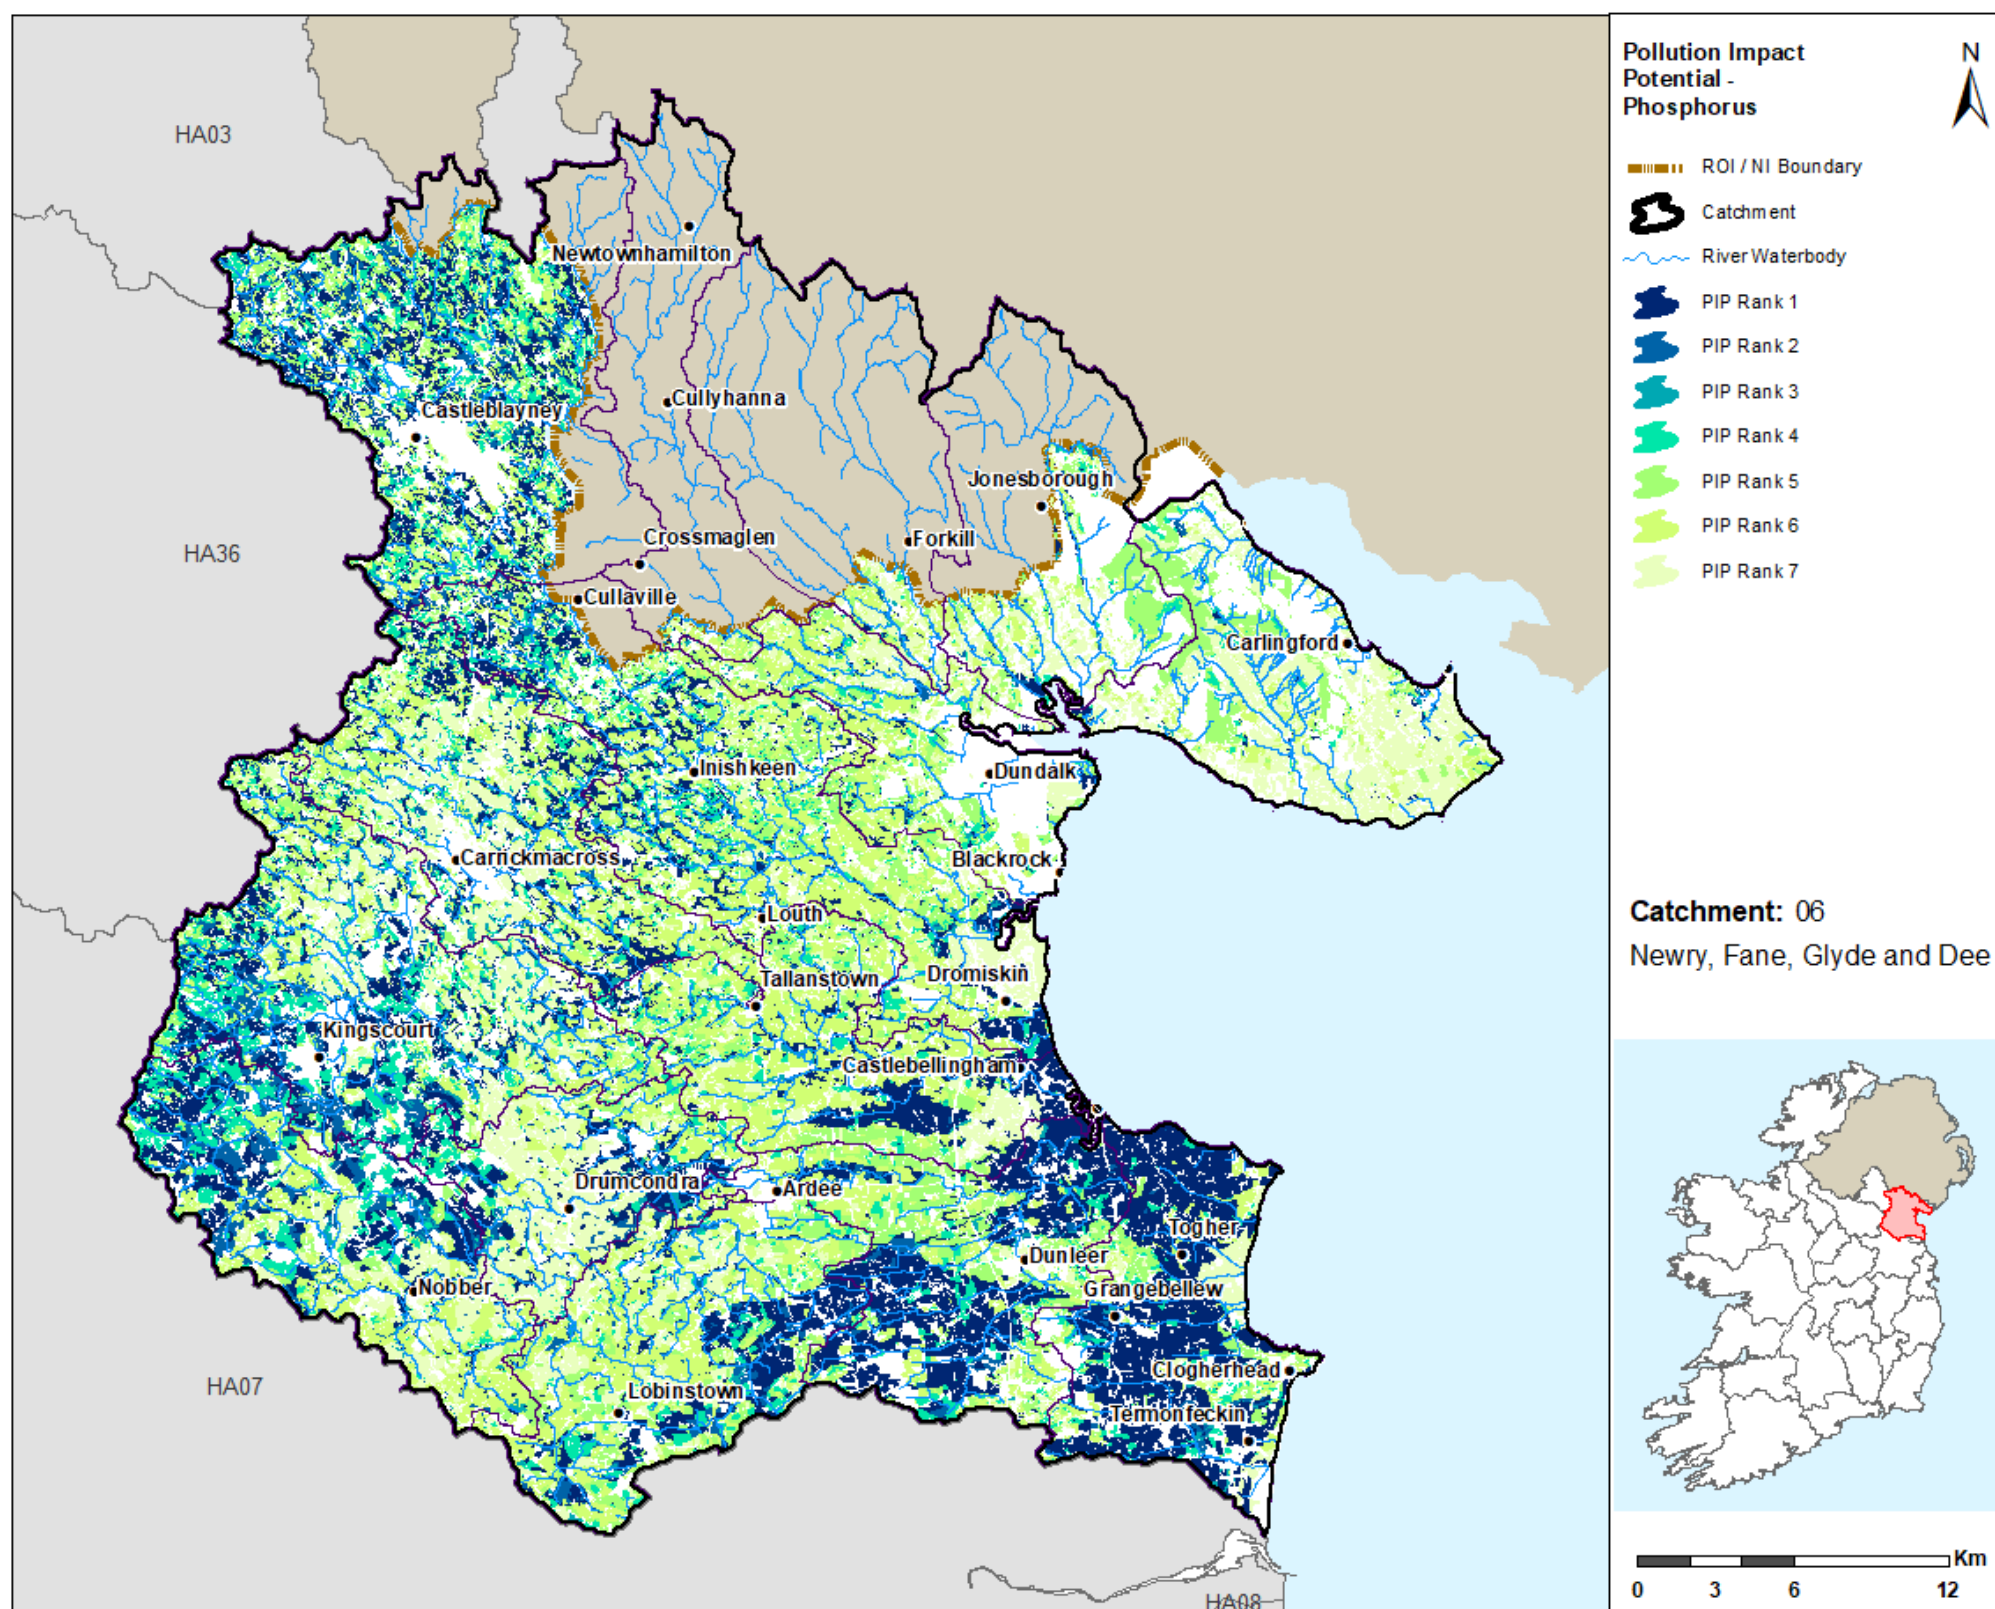 Pollution Impact
Potential -
Phosphorus
N
ROI / NI Boundary
Catchment
River Waterbody
PIP Rank 1
PIP Rank 2
PIP Rank 3
PIP Rank 4
PIP Rank 5
PIP Rank 6
PIP Rank 7
Catchment: 06
Newry, Fane, Glyde and Dee
Km
0 3 6 12
HA03
Newtownhamilton
Castleblayney
Cullyhanna
Jonesborough
HA36
Crossmaglen
Forkill
Cullaville
Carlingford
Inishkeen
Dundalk
Carrickmacross
Blackrock
Louth
Tallanstown
Dromiskin
Kingscourt
Castlebellingham
Drumcondra
Ardee
Togher
Dunleer
Nobber
Grangebellew
HA07
Lobinstown
Clogherhead
Termonfeckin
HA08